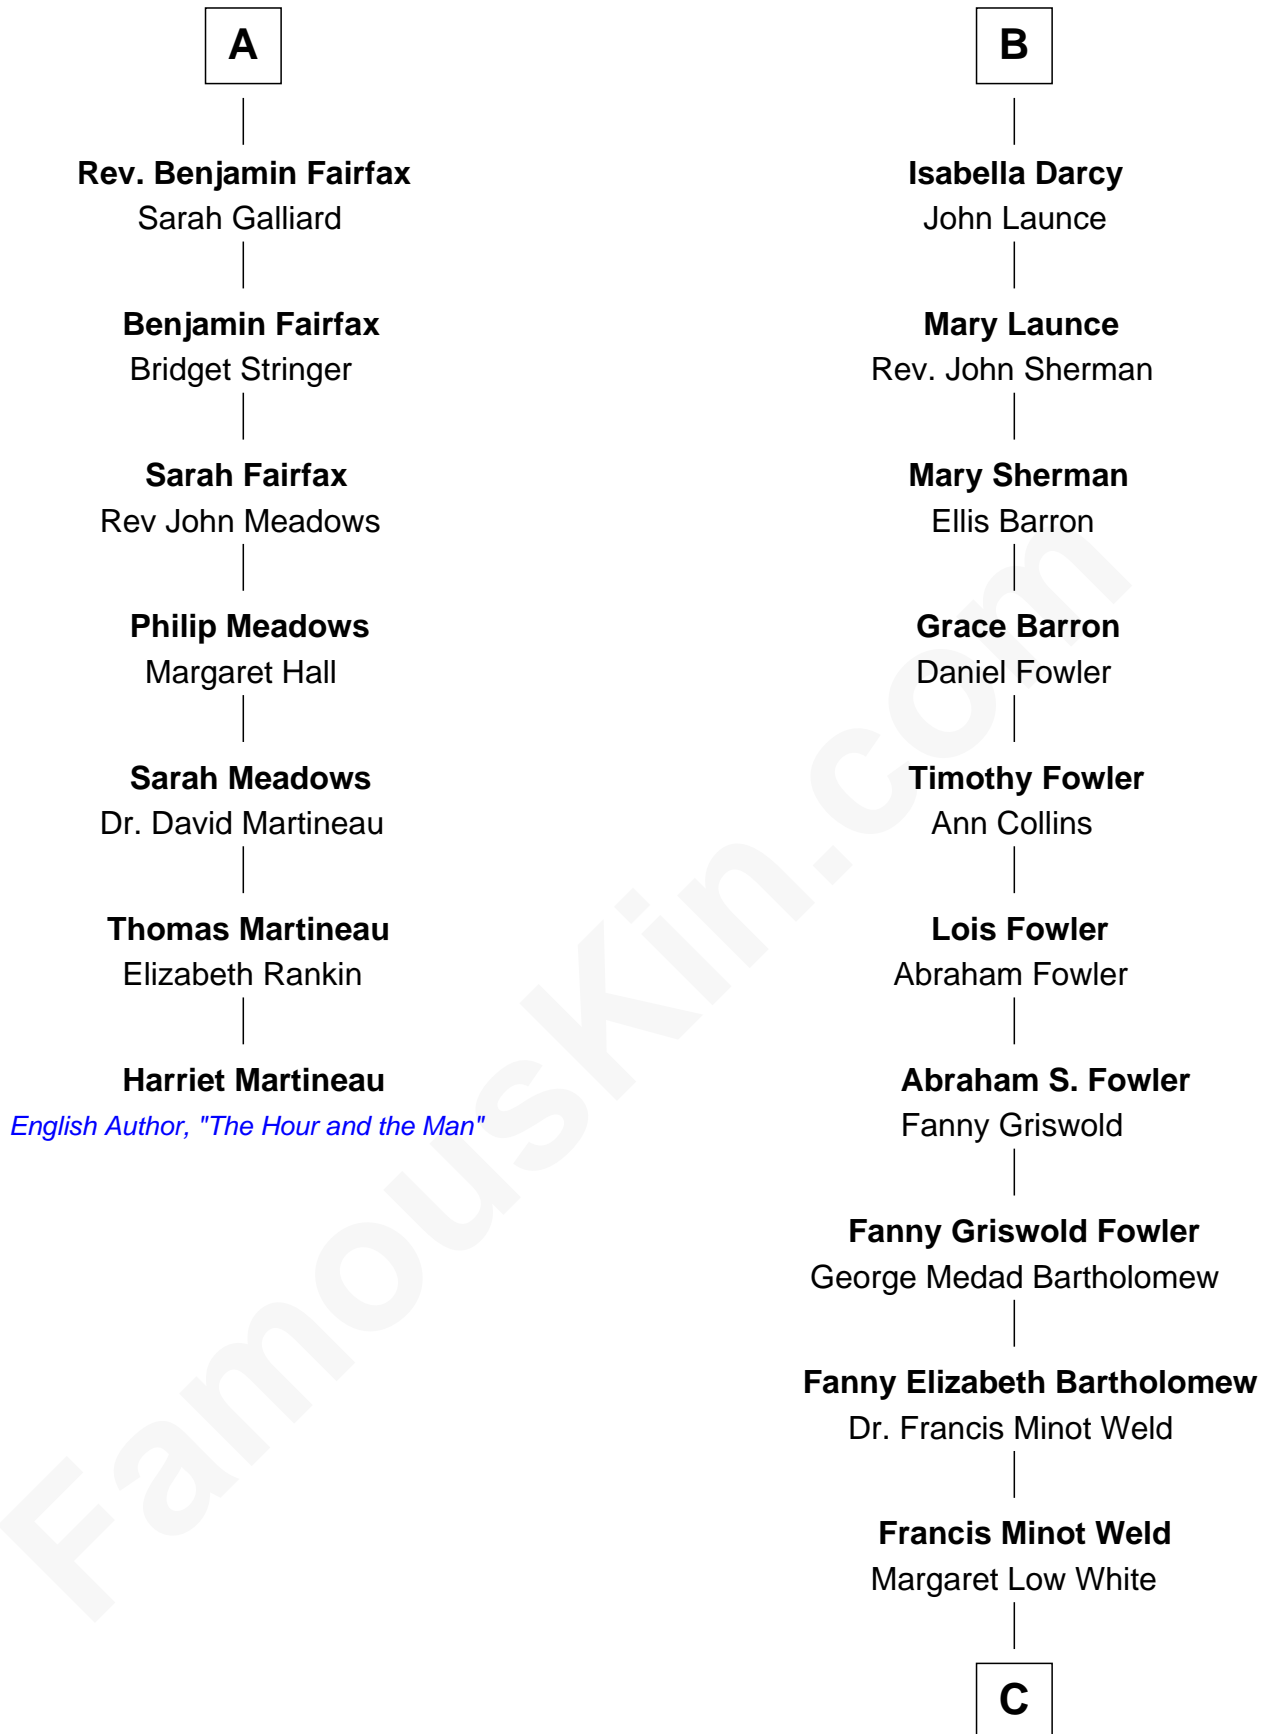 A
Rev. Benjamin Fairfax
Sarah Galliard
Benjamin Fairfax
Bridget Stringer
Sarah Fairfax
Rev John Meadows
Philip Meadows
Margaret Hall
Sarah Meadows
Dr. David Martineau
Thomas Martineau
Elizabeth Rankin
Harriet Martineau
English Author, "The Hour and the Man"
B
Isabella Darcy
John Launce
Mary Launce
Rev. John Sherman
Mary Sherman
Ellis Barron
Grace Barron
Daniel Fowler
Timothy Fowler
Ann Collins
Lois Fowler
Abraham Fowler
Abraham S. Fowler
Fanny Griswold
Fanny Griswold Fowler
George Medad Bartholomew
Fanny Elizabeth Bartholomew
Dr. Francis Minot Weld
Francis Minot Weld
Margaret Low White
C
FamousKin.com